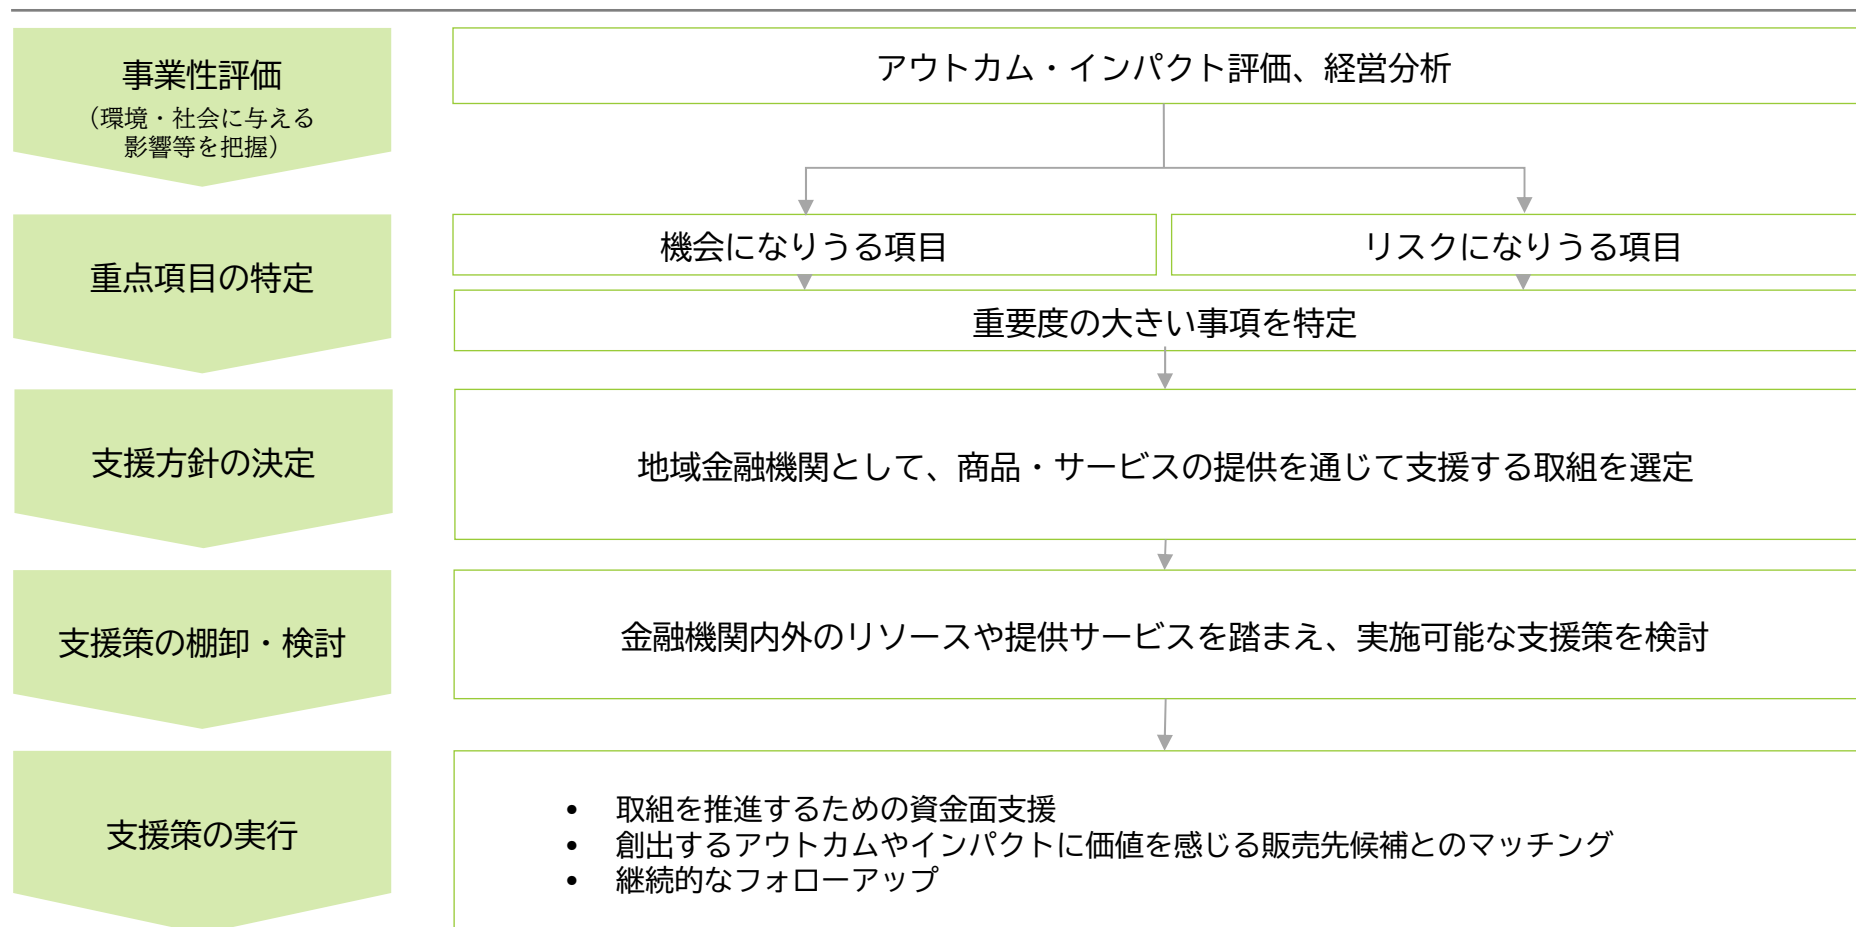 事業性評価
（環境・社会に与える
影響等を把握）
アウトカム・インパクト評価、経営分析
重点項目の特定
機会になりうる項目
リスクになりうる項目
重要度の大きい事項を特定
支援方針の決定
地域金融機関として、商品・サービスの提供を通じて支援する取組を選定
支援策の棚卸・検討
金融機関内外のリソースや提供サービスを踏まえ、実施可能な支援策を検討
支援策の実行
• 取組を推進するための資金面支援
• 創出するアウトカムやインパクトに価値を感じる販売先候補とのマッチング
• 継続的なフォローアップ